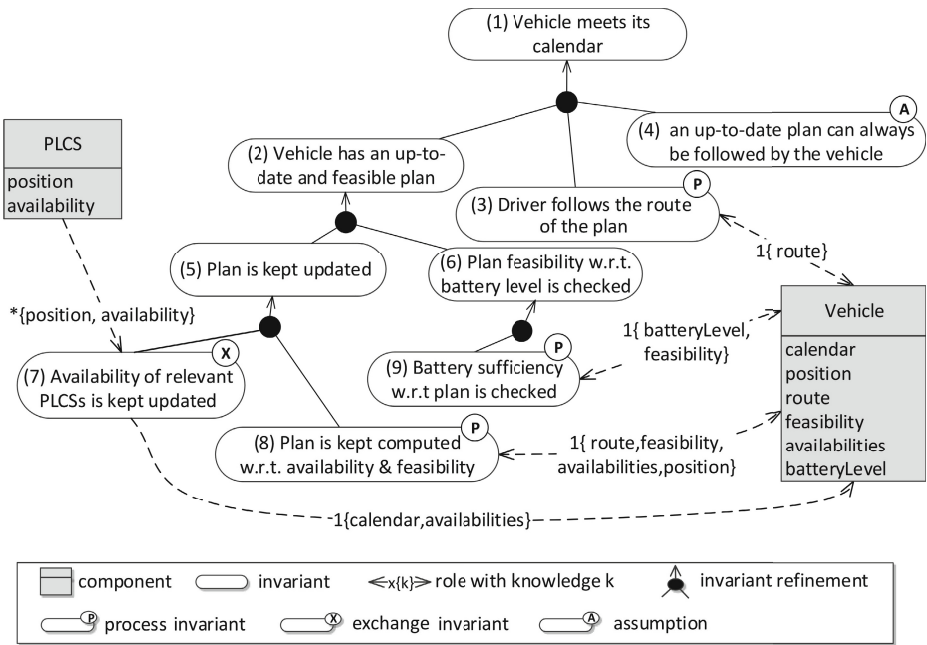 (1) Vehicle meets its
calendar
A
(4) an up-to-date plan can always
be followed by the vehicle
PLCS
position
availability
(2) Vehicle has an up-to-
date and feasible plan
P
(3) Driver follows the route
of the plan
1{ route}
(5) Plan is kept updated
(6) Plan feasibility w.r.t.
battery level is checked
*{position, availability}
X
(7) Availability of relevant
PLCSs is kept updated
P
(9) Battery sufficiency
w.r.t plan is checked
1{ batteryLevel,
feasibility}
Vehicle
calendar
position
route
feasibility
availabilities
batteryLevel
P
(8) Plan is kept computed
w.r.t. availability & feasibility
1{ route,feasibility,
availabilities,position}
1{calendar,availabilities}
component
invariant
x{k}
role with knowledge k
invariant refinement
P
process invariant
X
exchange invariant
A
assumption